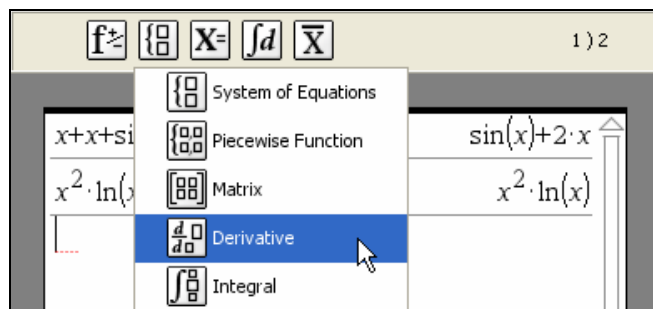 f± {□ X= ∫d X̄ 1)2
System of Equations
x+x+si sin(x)+2·x
Piecewise Function
x²·ln(x x²·ln(x)
Matrix
d/d□ □ Derivative
Integral